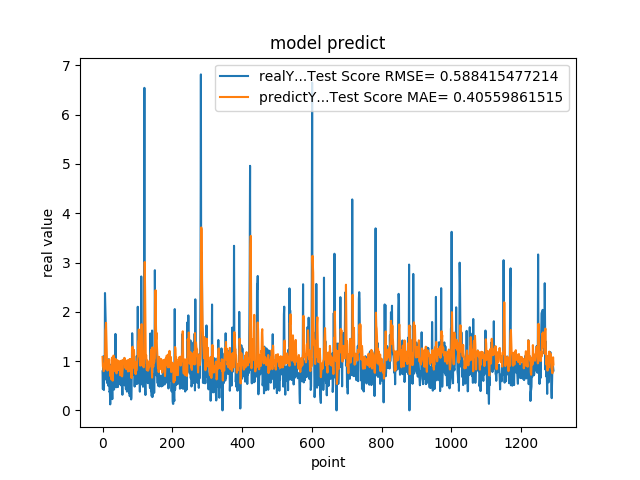 model predict
realY...Test Score RMSE= 0.588415477214
predictY...Test Score MAE= 0.40559861515
7
6
5
4
3
2
1
0
real value
0 200 400 600 800 1000 1200
point